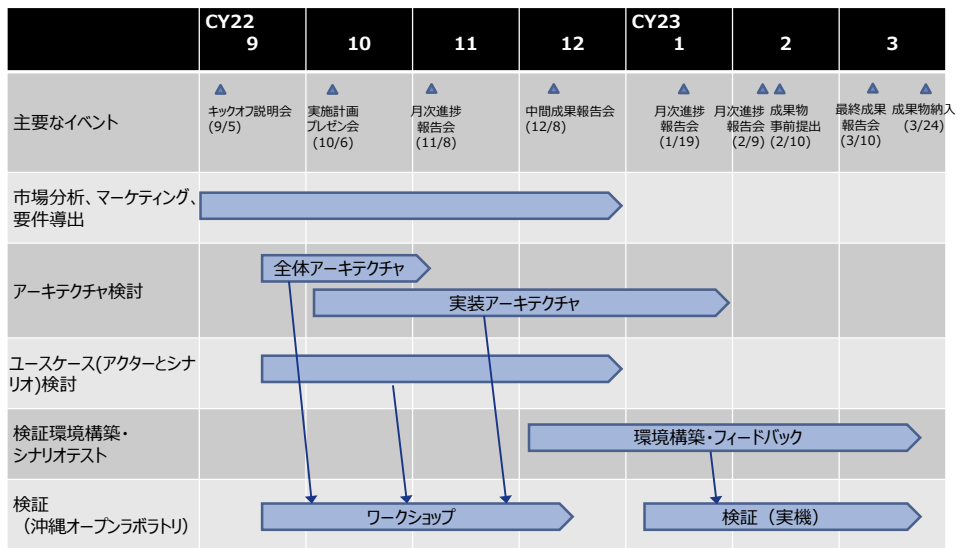 CY22
9
10
11
12
CY23
1
2
3
主要なイベント
キックオフ説明会
(9/5)
実施計画
プレゼン会
(10/6)
月次進捗
報告会
(11/8)
中間成果報告会
(12/8)
月次進捗
報告会
(1/19)
月次進捗
報告会
(2/9)
成果物
事前提出
(2/10)
最終成果
報告会
(3/10)
成果物納入
(3/24)
市場分析、マーケティング、
要件導出
アーキテクチャ検討
全体アーキテクチャ
実装アーキテクチャ
ユースケース(アクターとシナ
リオ)検討
検証環境構築・
シナリオテスト
環境構築・フィードバック
検証
（沖縄オープンラボラトリ）
ワークショップ
検証（実機）